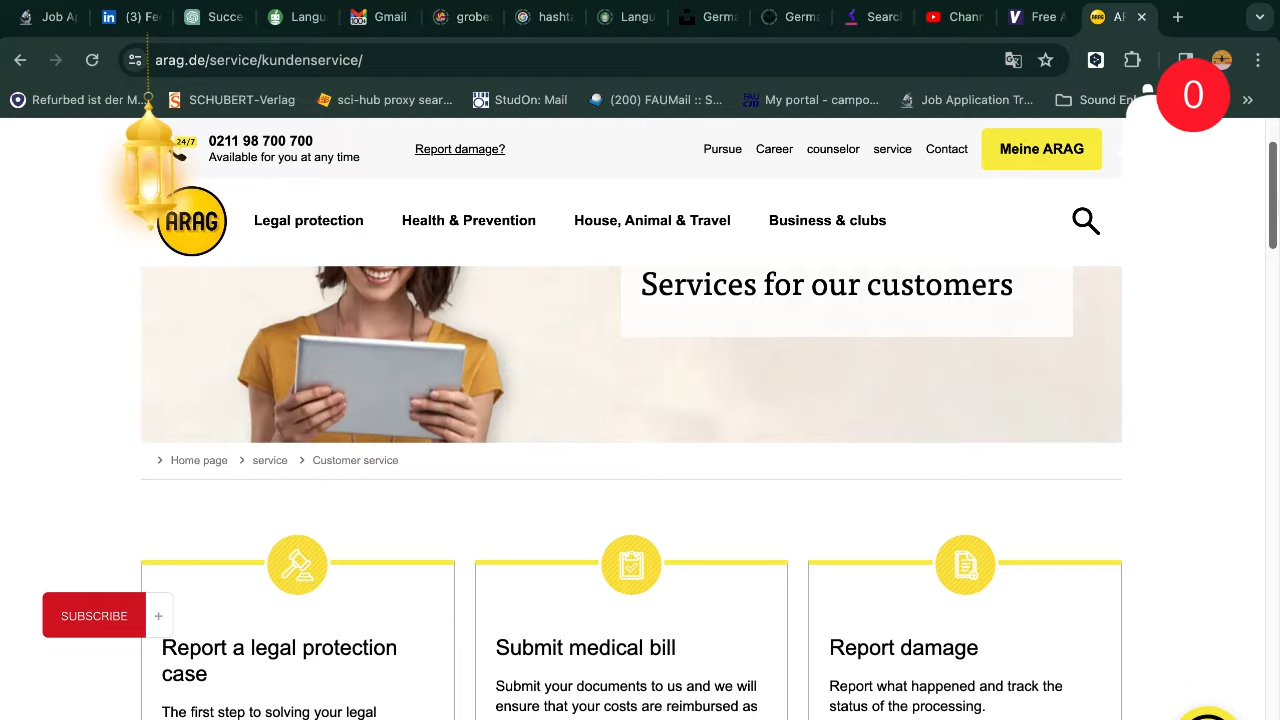 Job A
(3) Fe
Succe
Langu
Gmail
grobe
hashta
Langu
Germa
Germa
Searc
Chann
Free A
AF
arag.de/service/kundenservice/
Refurbed ist der M...
SCHUBERT-Verlag
sci-hub proxy sear...
StudOn: Mail
(200) FAUMail :: S...
My portal - campo...
Job Application Tr...
Sound En
0
24/7
0211 98 700 700
Available for you at any time
Report damage?
Pursue
Career
counselor
service
Contact
Meine ARAG
ARAG
Legal protection
Health & Prevention
House, Animal & Travel
Business & clubs
Services for our customers
Home page
service
Customer service
SUBSCRIBE +
Report a legal protection
case
The first step to solving your legal
Submit medical bill
Submit your documents to us and we will
ensure that your costs are reimbursed as
Report damage
Report what happened and track the
status of the processing.